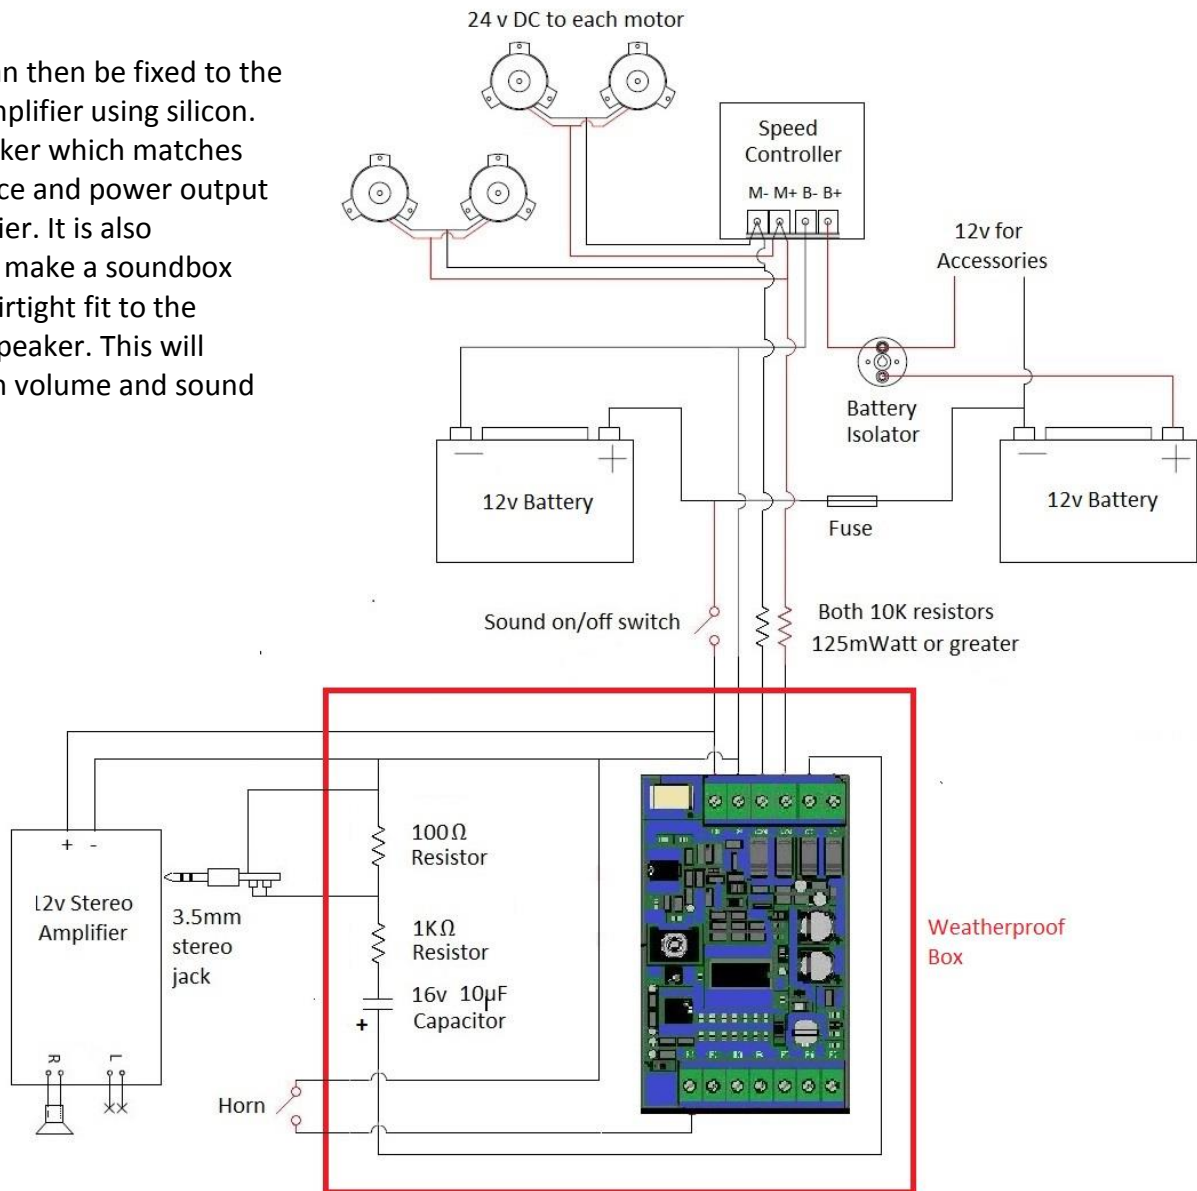 24 v DC to each motor
an then be fixed to the
mplifier using silicon.
aker which matches
ce and power output
ier. It is also
make a soundbox
irtight fit to the
peaker. This will
n volume and sound
Speed
Controller
M- M+ B- B+
12v for
Accessories
Battery
Isolator
12v Battery
12v Battery
Fuse
Sound on/off switch
Both 10K resistors
125mWatt or greater
+ -
12v Stereo
Amplifier
3.5mm
stereo
jack
100Ω
Resistor
1KΩ
Resistor
16v 10µF
Capacitor
+
R L
Horn
Weatherproof
Box